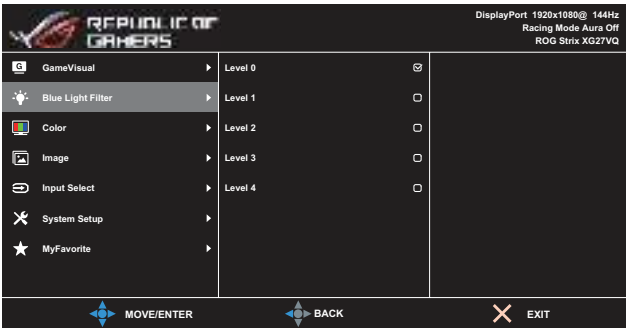 REPUBLIC OF
GAMERS
DisplayPort 1920x1080@ 144Hz
Racing Mode Aura Off
ROG Strix XG27VQ
G GameVisual
Blue Light Filter
Color
Image
Input Select
System Setup
MyFavorite
Level 0
Level 1
Level 2
Level 3
Level 4
MOVE/ENTER
BACK
EXIT